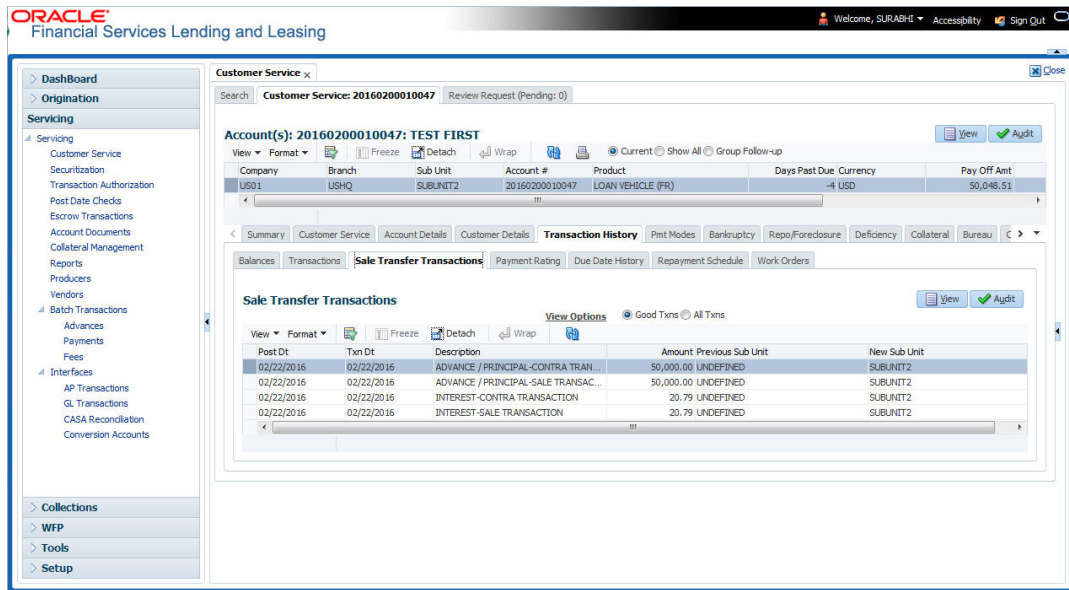 ORACLE
Financial Services Lending and Leasing
Welcome, SURABHI Accessibility Sign Out
Close
DashBoard
Origination
Servicing
Servicing
Customer Service
Securitization
Transaction Authorization
Post Date Checks
Escrow Transactions
Account Documents
Collateral Management
Reports
Producers
Vendors
Batch Transactions
Advances
Payments
Fees
Interfaces
AP Transactions
GL Transactions
CASA Reconciliation
Conversion Accounts
Collections
WFP
Tools
Setup
Customer Service x
Search Customer Service: 20160200010047 Review Request (Pending: 0)
Account(s): 20160200010047: TEST FIRST
View Audit
View Format Freeze Detach Wrap Current Show All Group Follow-up
Company Branch Sub Unit Account # Product Days Past Due Currency Pay Off Amt
US01 USHQ SUBUNIT2 20160200010047 LOAN VEHICLE (FR) -4 USD 50,048.51
Summary Customer Service Account Details Customer Details Transaction History Pmt Modes Bankruptcy Repo/Foreclosure Deficiency Collateral Bureau
Balances Transactions Sale Transfer Transactions Payment Rating Due Date History Repayment Schedule Work Orders
Sale Transfer Transactions
View Audit
View Options Good Txns All Txns
View Format Freeze Detach Wrap
Post Dt Txn Dt Description Amount Previous Sub Unit New Sub Unit
02/22/2016 02/22/2016 ADVANCE / PRINCIPAL-CONTRA TRAN... 50,000.00 UNDEFINED SUBUNIT2
02/22/2016 02/22/2016 ADVANCE / PRINCIPAL-SALE TRANSAC... 50,000.00 UNDEFINED SUBUNIT2
02/22/2016 02/22/2016 INTEREST-CONTRA TRANSACTION 20.79 UNDEFINED SUBUNIT2
02/22/2016 02/22/2016 INTEREST-SALE TRANSACTION 20.79 UNDEFINED SUBUNIT2